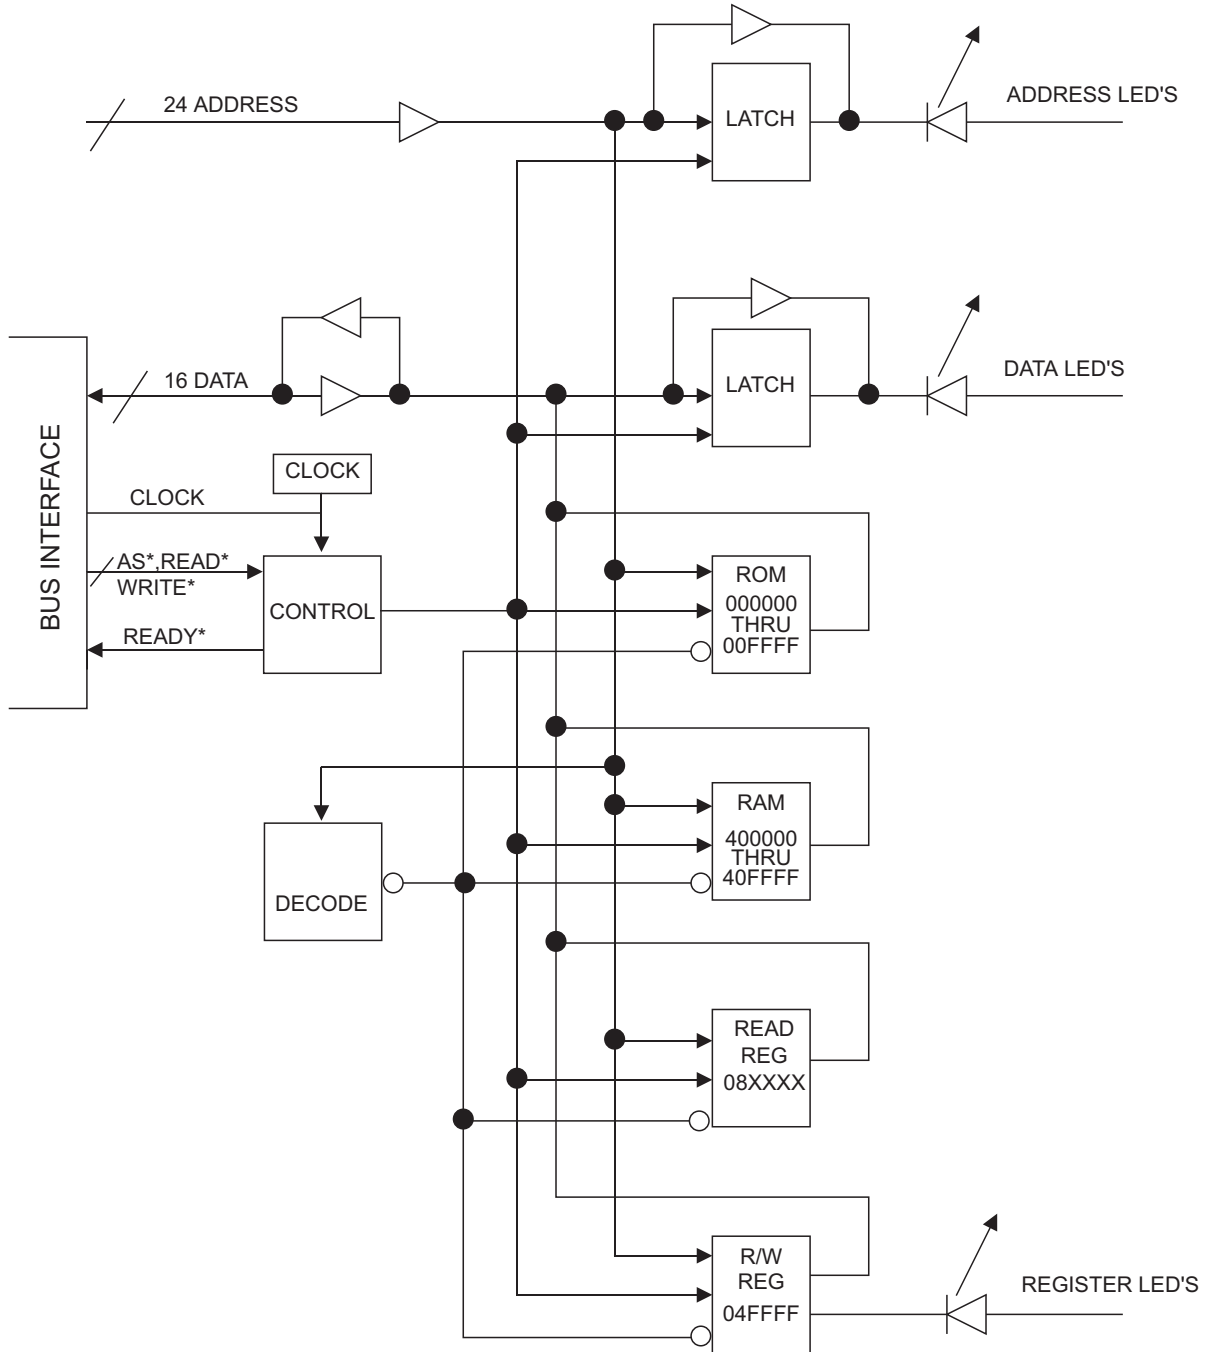 24 ADDRESS
LATCH
ADDRESS LED'S
16 DATA
LATCH
DATA LED'S
BUS INTERFACE
CLOCK
CLOCK
AS*,READ*
WRITE*
READY*
CONTROL
ROM
000000
THRU
00FFFF
DECODE
RAM
400000
THRU
40FFFF
READ
REG
08XXXX
R/W
REG
04FFFF
REGISTER LED'S